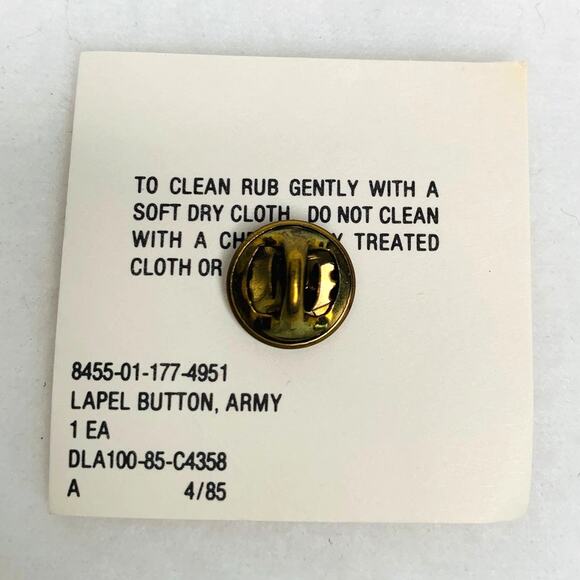 TO CLEAN RUB GENTLY WITH A
SOFT DRY CLOTH. DO NOT CLEAN
WITH A TREATED
CLOTH OR
8455-01-177-4951
LAPEL BUTTON, ARMY
1 EA
DLA100-85-C4358
A 4/85